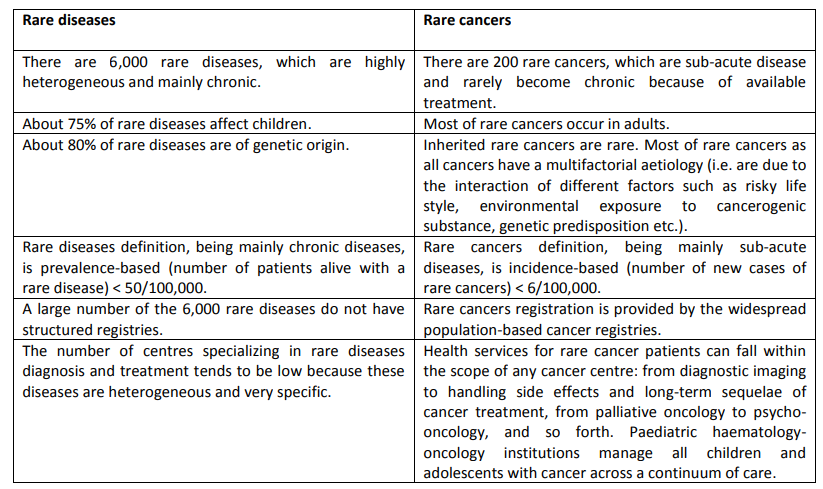 Rare diseases
Rare cancers
There are 6,000 rare diseases, which are highly
heterogeneous and mainly chronic.
There are 200 rare cancers, which are sub-acute disease
and rarely become chronic because of available
treatment.
About 75% of rare diseases affect children.
Most of rare cancers occur in adults.
About 80% of rare diseases are of genetic origin.
Inherited rare cancers are rare. Most of rare cancers as
all cancers have a multifactorial aetiology (i.e. are due to
the interaction of different factors such as risky life
style, environmental exposure to cancerogenic
substance, genetic predisposition etc.).
Rare diseases definition, being mainly chronic diseases,
is prevalence-based (number of patients alive with a
rare disease) < 50/100,000.
Rare cancers definition, being mainly sub-acute
diseases, is incidence-based (number of new cases of
rare cancers) < 6/100,000.
A large number of the 6,000 rare diseases do not have
structured registries.
Rare cancers registration is provided by the widespread
population-based cancer registries.
The number of centres specializing in rare diseases
diagnosis and treatment tends to be low because these
diseases are heterogeneous and very specific.
Health services for rare cancer patients can fall within
the scope of any cancer centre: from diagnostic imaging
to handling side effects and long-term sequelae of
cancer treatment, from palliative oncology to psycho-
oncology, and so forth. Paediatric haematology-
oncology institutions manage all children and
adolescents with cancer across a continuum of care.